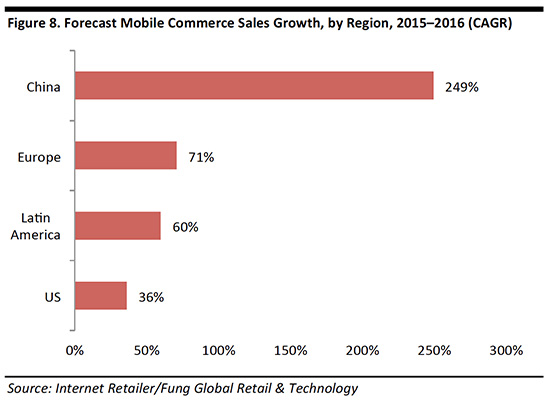 Figure 8. Forecast Mobile Commerce Sales Growth, by Region, 2015–2016 (CAGR)
China
249%
Europe
71%
Latin
America
60%
US
36%
0% 50% 100% 150% 200% 250% 300%
Source: Internet Retailer/Fung Global Retail & Technology